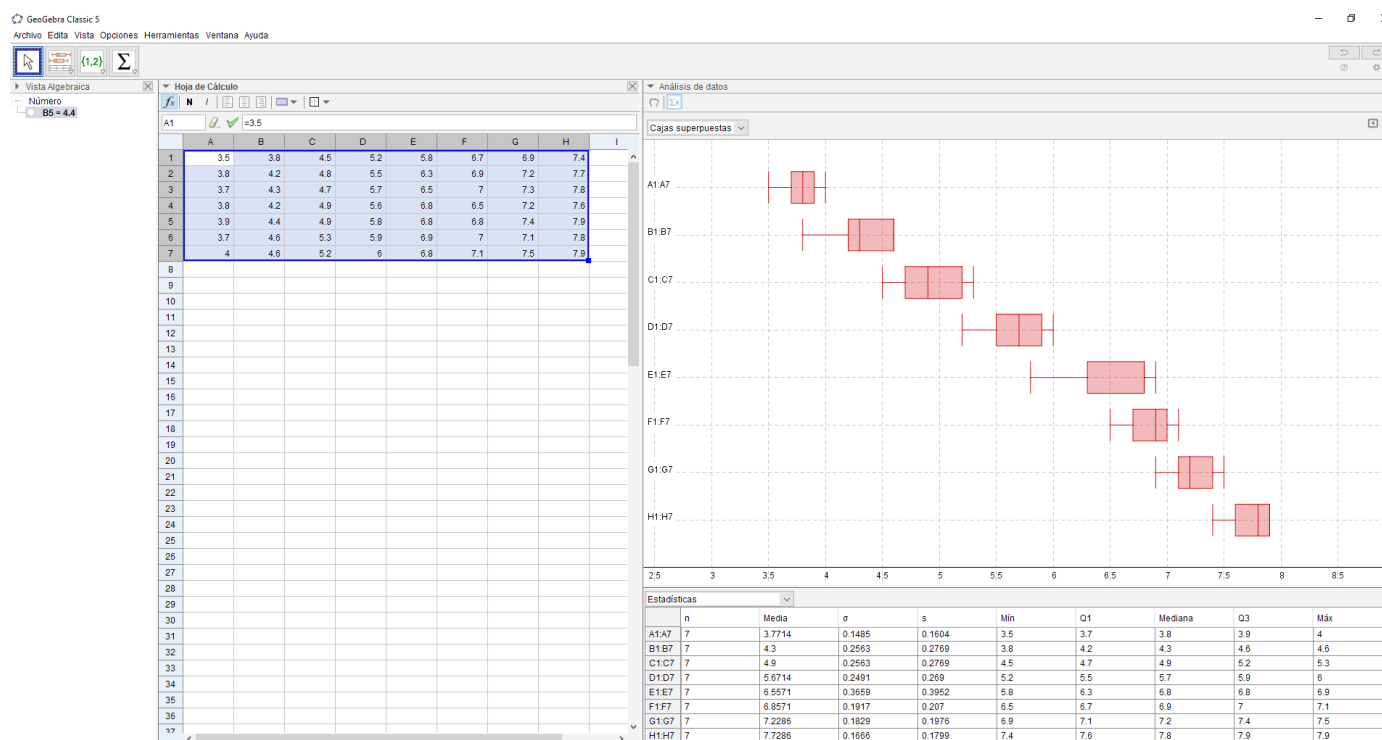 GeoGebra Classic 5
Archivo Edita Vista Opciones Herramientas Ventana Ayuda
{1,2} Σ
Vista Algebraica
Número
B5 = 4.4
Hoja de Cálculo
fx N I
A1 =3.5
A B C D E F G H I
1 3.5 3.8 4.5 5.2 5.8 6.7 6.9 7.4
2 3.8 4.2 4.8 5.5 6.3 6.9 7.2 7.7
3 3.7 4.3 4.7 5.7 6.5 7 7.3 7.8
4 3.8 4.2 4.9 5.6 6.8 6.5 7.2 7.6
5 3.9 4.4 4.9 5.8 6.8 6.8 7.4 7.9
6 3.7 4.6 5.3 5.9 6.9 7 7.1 7.8
7 4 4.6 5.2 6 6.8 7.1 7.5 7.9
8
9
10
11
12
13
14
15
16
17
18
19
20
21
22
23
24
25
26
27
28
29
30
31
32
33
34
35
36
37
Análisis de datos
Σx
Cajas superpuestas
A1:A7
B1:B7
C1:C7
D1:D7
E1:E7
F1:F7
G1:G7
H1:H7
2.5 3 3.5 4 4.5 5 5.5 6 6.5 7 7.5 8 8.5
Estadísticas
n Media σ s Mín Q1 Mediana Q3 Máx
A1:A7 7 3.7714 0.1485 0.1604 3.5 3.7 3.8 3.9 4
B1:B7 7 4.3 0.2563 0.2769 3.8 4.2 4.3 4.6 4.6
C1:C7 7 4.9 0.2563 0.2769 4.5 4.7 4.9 5.2 5.3
D1:D7 7 5.6714 0.2491 0.269 5.2 5.5 5.7 5.9 6
E1:E7 7 6.5571 0.3659 0.3952 5.8 6.3 6.8 6.8 6.9
F1:F7 7 6.8571 0.1917 0.207 6.5 6.7 6.9 7 7.1
G1:G7 7 7.2286 0.1829 0.1976 6.9 7.1 7.2 7.4 7.5
H1:H7 7 7.7286 0.1666 0.1799 7.4 7.6 7.8 7.9 7.9